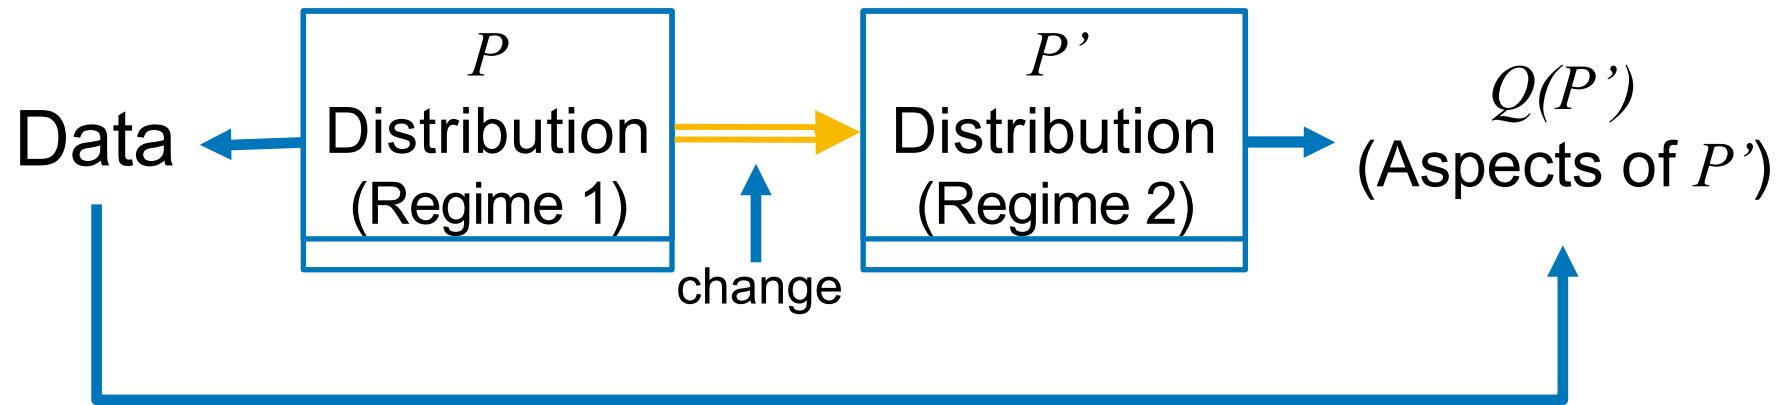 Data
P
Distribution
(Regime 1)
change
P’
Distribution
(Regime 2)
Q(P’)
(Aspects of P’)